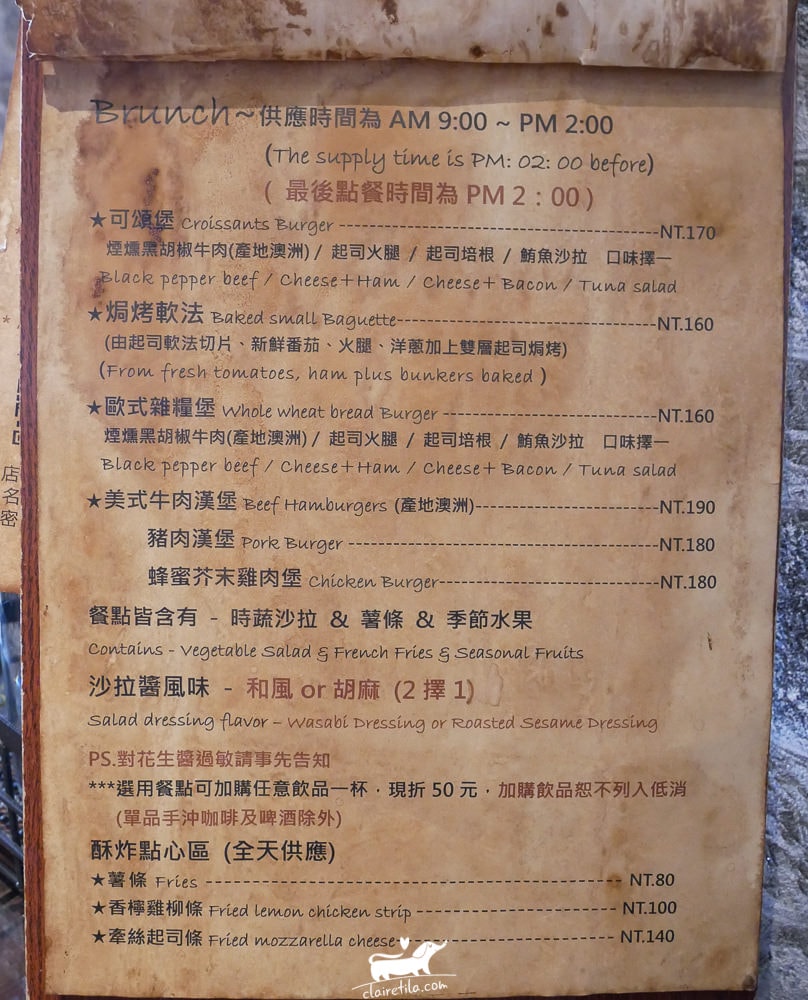 Brunch~供應時間為 AM 9:00 ~ PM 2:00
(The supply time is PM: 02: 00 before)
( 最後點餐時間為 PM 2：00 )
★可頌堡 Croissants Burger ---------------------------------------NT.170
煙燻黑胡椒牛肉(產地澳洲) / 起司火腿 / 起司培根 / 鮪魚沙拉 口味擇一
Black pepper beef / Cheese+Ham / Cheese+ Bacon / Tuna salad
★焗烤軟法 Baked small Baguette--------------------------------NT.160
(由起司軟法切片、新鮮番茄、火腿、洋蔥加上雙層起司焗烤)
(From fresh tomatoes, ham plus bunkers baked )
★歐式雜糧堡 Whole wheat bread Burger --------------------------NT.160
煙燻黑胡椒牛肉(產地澳洲) / 起司火腿 / 起司培根 / 鮪魚沙拉 口味擇一
Black pepper beef / Cheese+Ham / Cheese+ Bacon / Tuna salad
★美式牛肉漢堡 Beef Hamburgers (產地澳洲)-----------------------NT.190
豬肉漢堡 Pork Burger --------------------------------------NT.180
蜂蜜芥末雞肉堡 Chicken Burger---------------------------NT.180
餐點皆含有 - 時蔬沙拉 & 薯條 & 季節水果
Contains - Vegetable Salad & French Fries & Seasonal Fruits
沙拉醬風味 - 和風 or 胡麻 (2 擇 1)
Salad dressing flavor – Wasabi Dressing or Roasted Sesame Dressing
PS.對花生醬過敏請事先告知
***選用餐點可加購任意飲品一杯，現折 50 元，加購飲品恕不列入低消
(單品手沖咖啡及啤酒除外)
酥炸點心區 (全天供應)
★薯條 Fries ---------------------------------------------------- NT.80
★香檸雞柳條 Fried lemon chicken strip ------------------------- NT.100
★牽絲起司條 Fried mozzarella cheese--------------------------- NT.140
clairetila.com
店
名
密